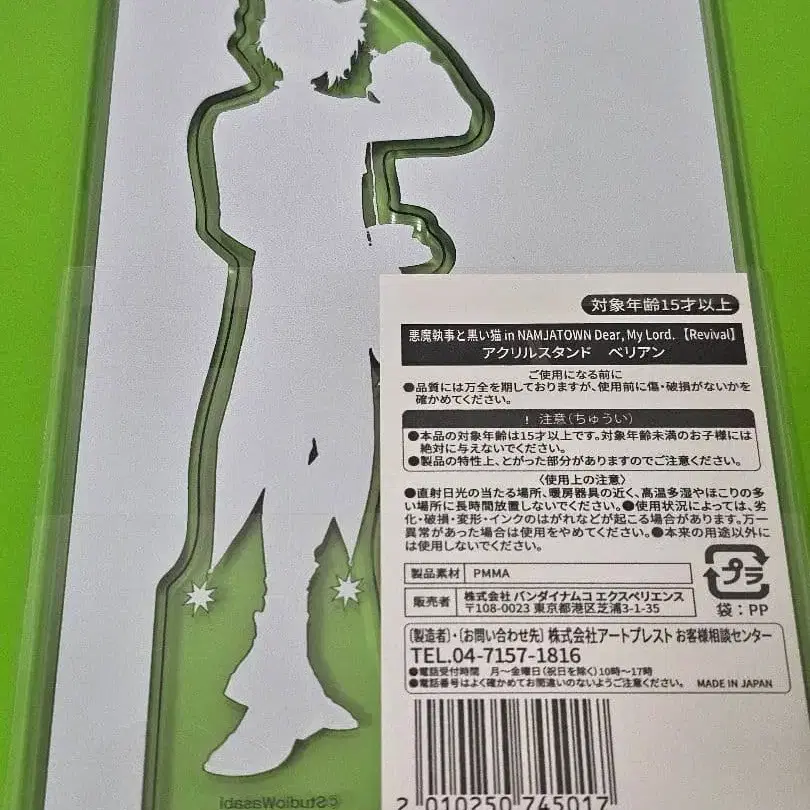 対象年齢15才以上
悪魔執事と黒い猫 in NAMJATOWN Dear, My Lord.【Revival】
アクリルスタンド　ベリアン
ご使用になる前に
●品質には万全を期しておりますが、使用前に傷・破損がないかを
確かめてください。
! 注意(ちゅうい)
●本品の対象年齢は15才以上です。対象年齢未満のお子様には
絶対に与えないでください。
●製品の特性上、とがった部分がありますのでご注意ください。
〈使用上の注意〉
●直射日光の当たる場所、暖房器具の近く、高温多湿やほこりの多
い場所に長時間放置しないでください。●使用状況によっては、劣
化・破損・変形・インクのはがれなどが起こる場合があります。万一
異常があった場合は使用をやめてください。●本来の用途以外に
は使用しないでください。
製品素材 PMMA
販売者 株式会社 バンダイナムコ エクスペリエンス
〒108-0023 東京都港区芝浦3-1-35
プラ
袋：PP
〔製造者〕・〔お問い合わせ先〕株式会社アートプレスト お客様相談センター
TEL.04-7157-1816
●電話受付時間　月〜金曜日(祝日を除く)10時〜17時
●電話番号はよく確かめてお間違いのないようご注意ください。 MADE IN JAPAN
2 010250 745017
©StudioWasabi